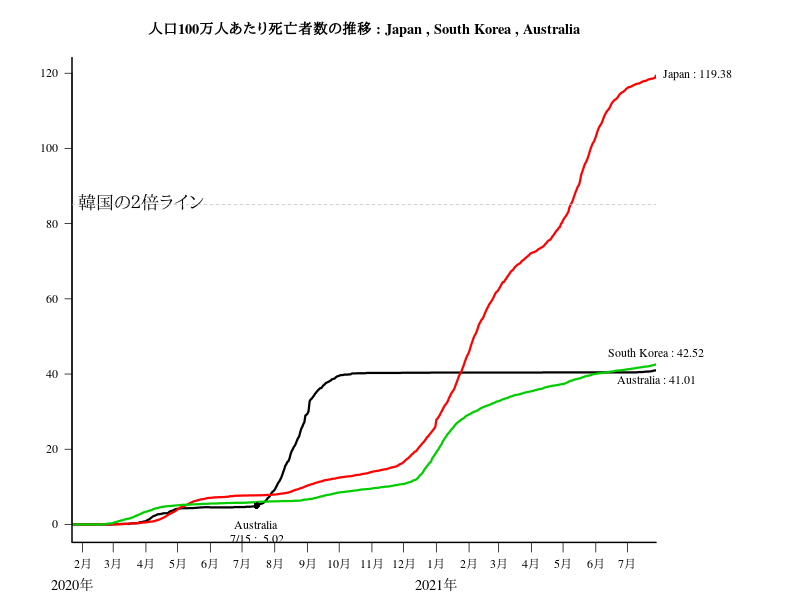 人口100万人あたり死亡者数の推移 : Japan , South Korea , Australia
120
Japan : 119.38
100
韓国の2倍ライン
80
60
South Korea : 42.52
40
Australia : 41.01
20
0
Australia
7/15 : 5.02
2月 3月 4月 5月 6月 7月 8月 9月 10月 11月 12月 1月 2月 3月 4月 5月 6月 7月
2020年 2021年